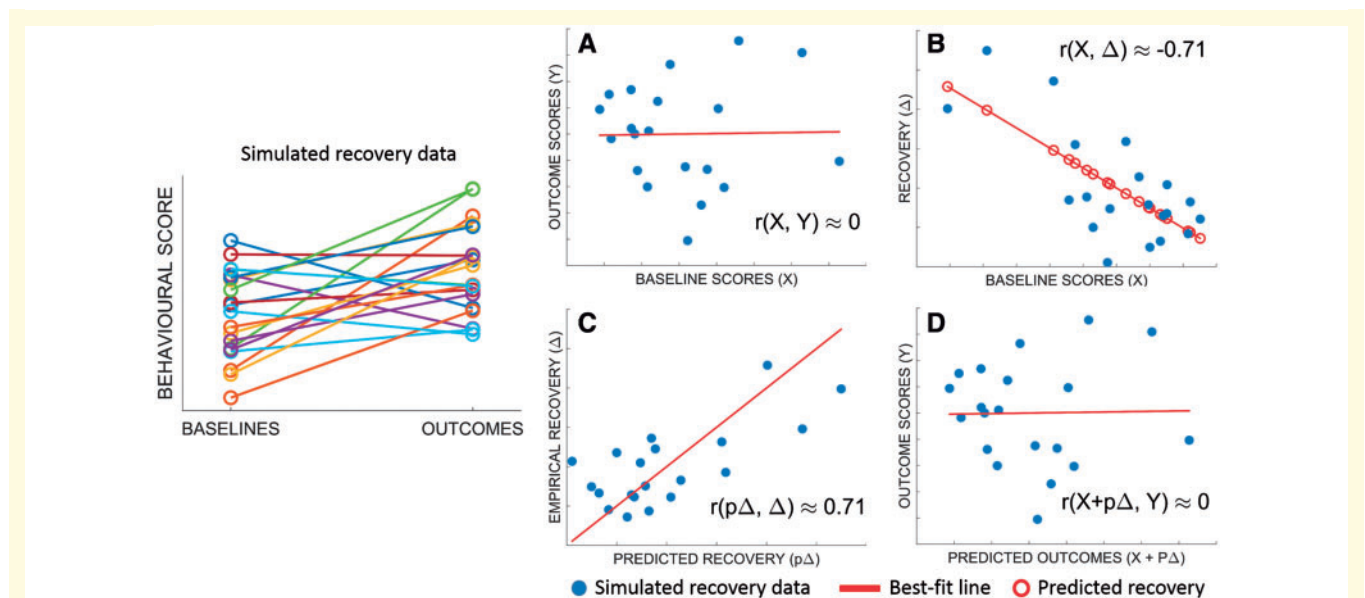 Simulated recovery data
BEHAVIOURAL SCORE
BASELINES
OUTCOMES
A
OUTCOME SCORES (Y)
r(X, Y) ≈ 0
BASELINE SCORES (X)
B
r(X, Δ) ≈ -0.71
RECOVERY (Δ)
BASELINE SCORES (X)
C
EMPIRICAL RECOVERY (Δ)
r(pΔ, Δ) ≈ 0.71
PREDICTED RECOVERY (pΔ)
D
OUTCOME SCORES (Y)
r(X+pΔ, Y) ≈ 0
PREDICTED OUTCOMES (X + PΔ)
Simulated recovery data
Best-fit line
Predicted recovery